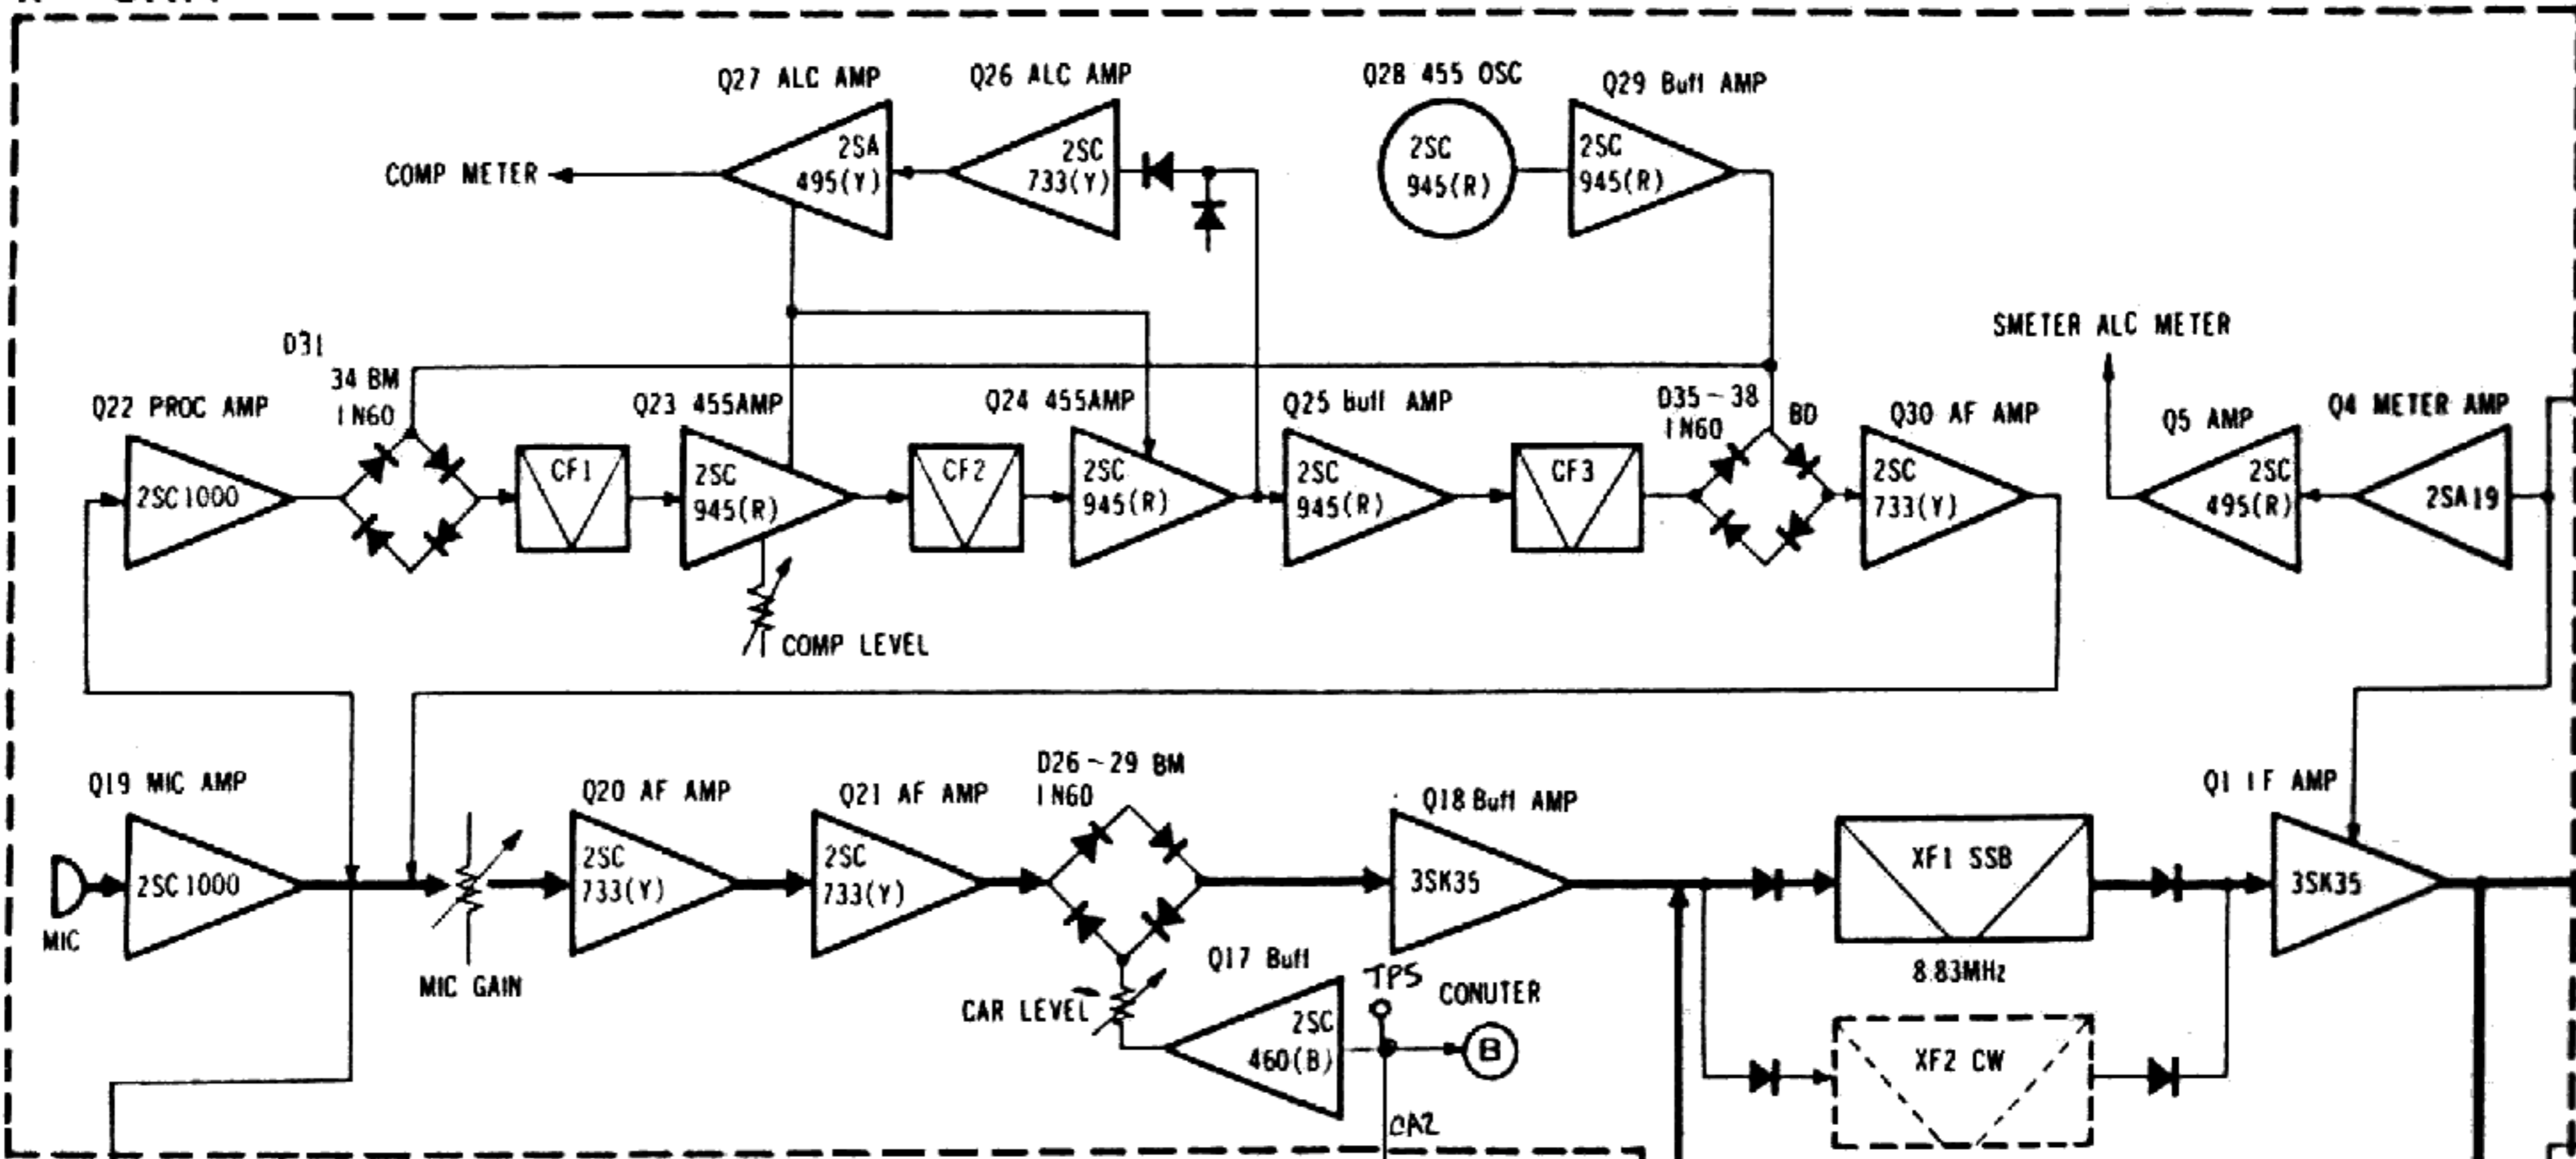 Q27 ALC AMP
Q26 ALC AMP
Q28 455 OSC
Q29 Buff AMP
2SA
495(Y)
2SC
733(Y)
2SC
945(R)
2SC
945(R)
COMP METER
SMETER ALC METER
D31
34 BM
1N60
Q22 PROC AMP
Q23 455AMP
Q24 455AMP
Q25 Buff AMP
D35~38
1N60
BD
Q30 AF AMP
Q5 AMP
Q4 METER AMP
2SC1000
CF1
2SC
945(R)
CF2
2SC
945(R)
2SC
945(R)
CF3
2SC
733(Y)
2SC
495(R)
2SA19
COMP LEVEL
Q19 MIC AMP
Q20 AF AMP
Q21 AF AMP
D26~29 BM
1N60
Q18 Buff AMP
Q1 IF AMP
MIC
2SC1000
MIC GAIN
2SC
733(Y)
2SC
733(Y)
3SK35
XF1 SSB
8.83MHz
3SK35
CAR LEVEL
Q17 Buff
2SC
460(B)
TP5
CONUTER
B
XF2 CW